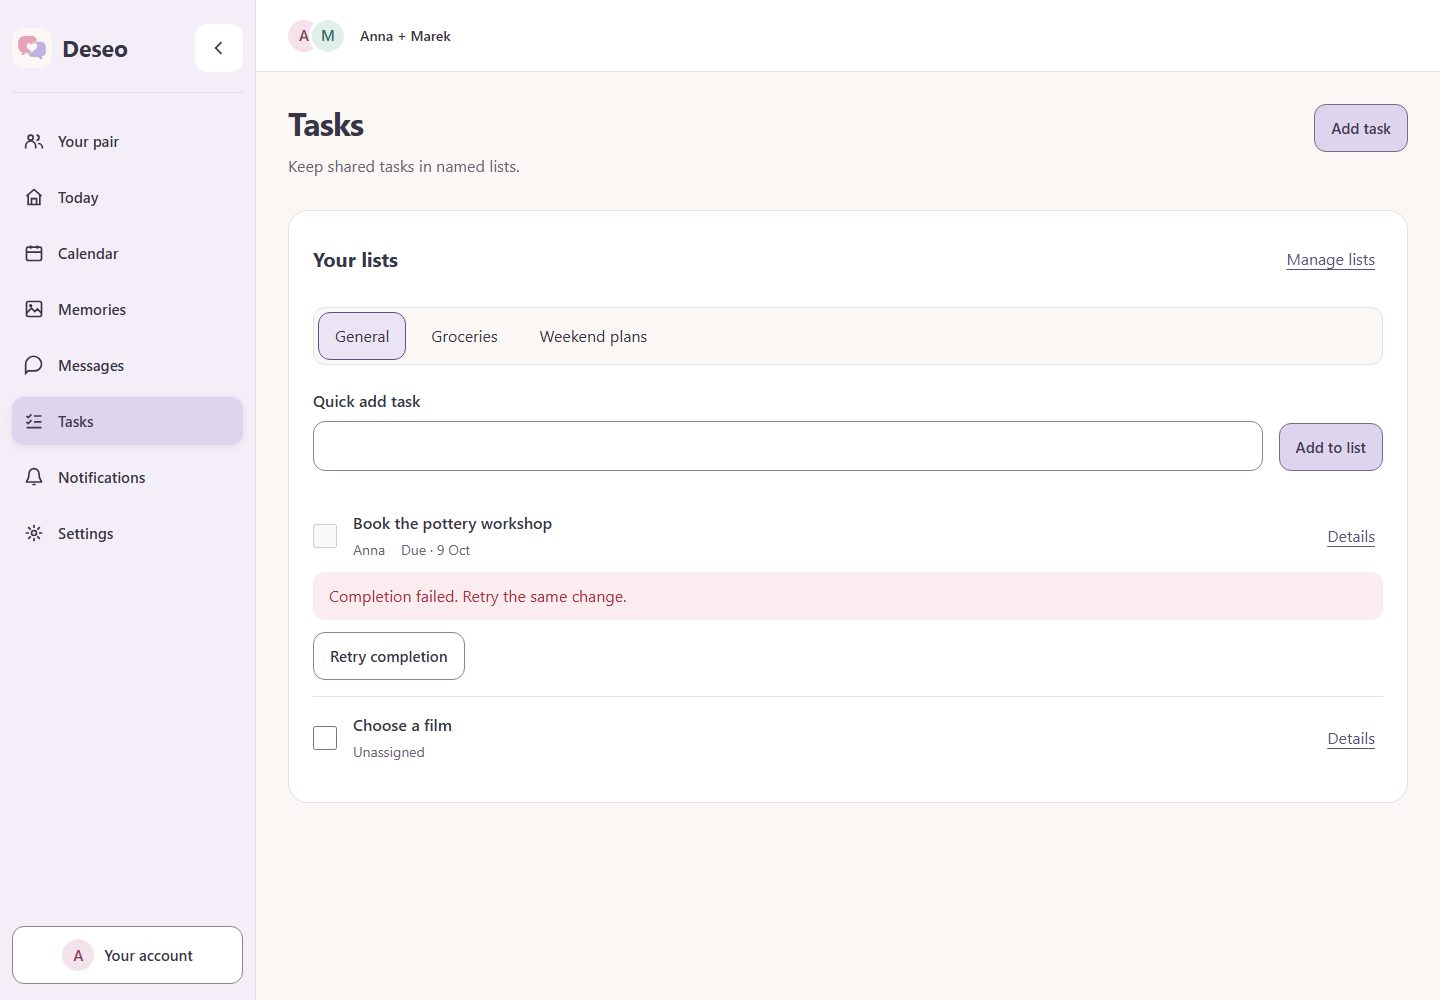 Deseo
Your pair
Today
Calendar
Memories
Messages
Tasks
Notifications
Settings
A Your account
A M Anna + Marek
Tasks
Add task
Keep shared tasks in named lists.
Your lists
Manage lists
General Groceries Weekend plans
Quick add task
Add to list
Book the pottery workshop
Anna Due · 9 Oct
Details
Completion failed. Retry the same change.
Retry completion
Choose a film
Unassigned
Details